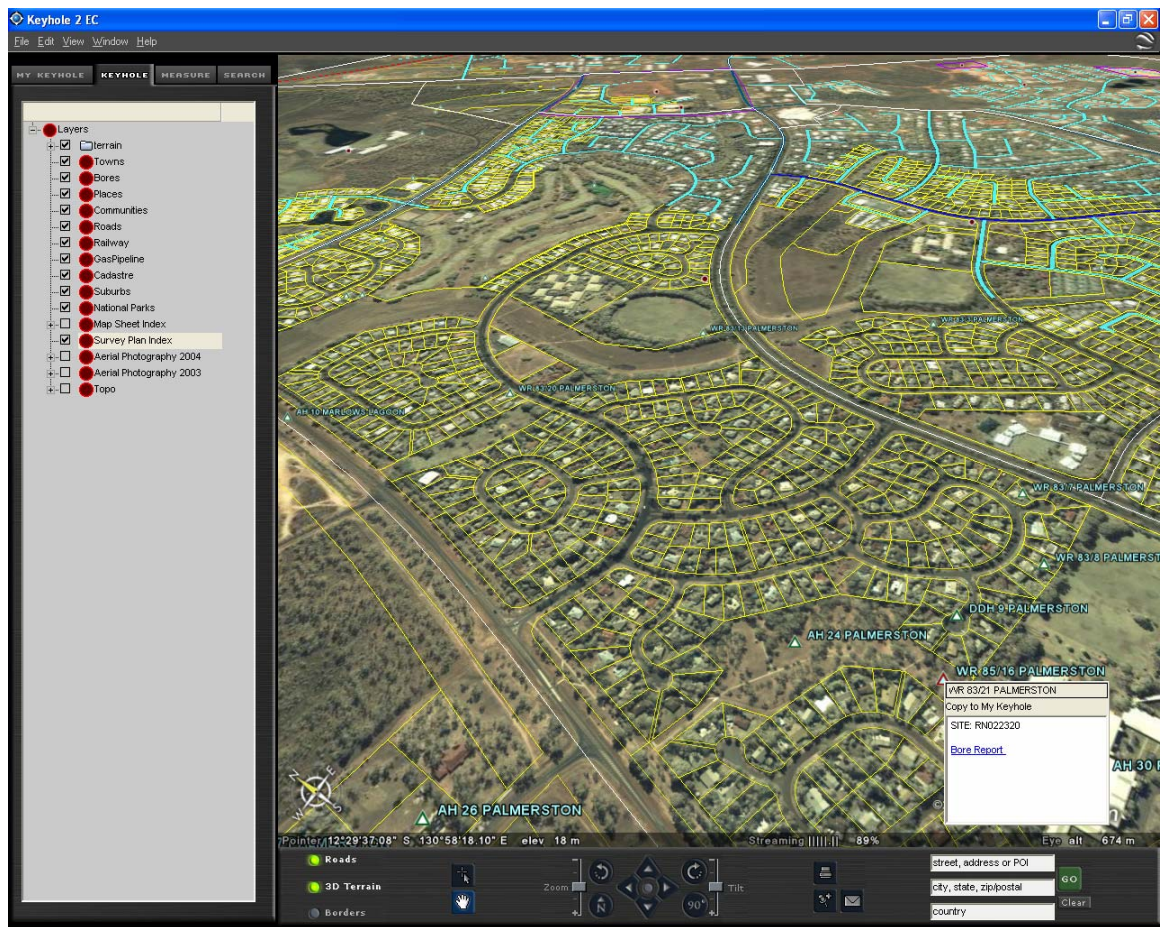 Keyhole 2 EC
File Edit View Window Help
MY KEYHOLE KEYHOLE MEASURE SEARCH
Layers
terrain
Towns
Bores
Places
Communities
Roads
Railway
GasPipeline
Cadastre
Suburbs
National Parks
Map Sheet Index
Survey Plan Index
Aerial Photography 2004
Aerial Photography 2003
Topo
WR 83/13 PALMERSTON
WR 83/3 PALMERSTON
WR 83/20 PALMERSTON
AH 10 MARLOWS LAGOON
WR 83/7 PALMERSTON
WR 83/8 PALMERST
DDH 9 PALMERSTON
AH 24 PALMERSTON
WR 85/16 PALMERSTON
WR 83/21 PALMERSTON
Copy to My Keyhole
SITE: RN022320
Bore Report
AH 30 P
AH 26 PALMERSTON
N E W S
©
Pointer 12°29'37.08" S, 130°58'18.10" E elev 18 m Streaming ||||.|| 89% Eye alt 674 m
Roads
3D Terrain
Borders
Zoom
N
90°
Tilt
street, address or POI
city, state, zip/postal
country
GO
Clear